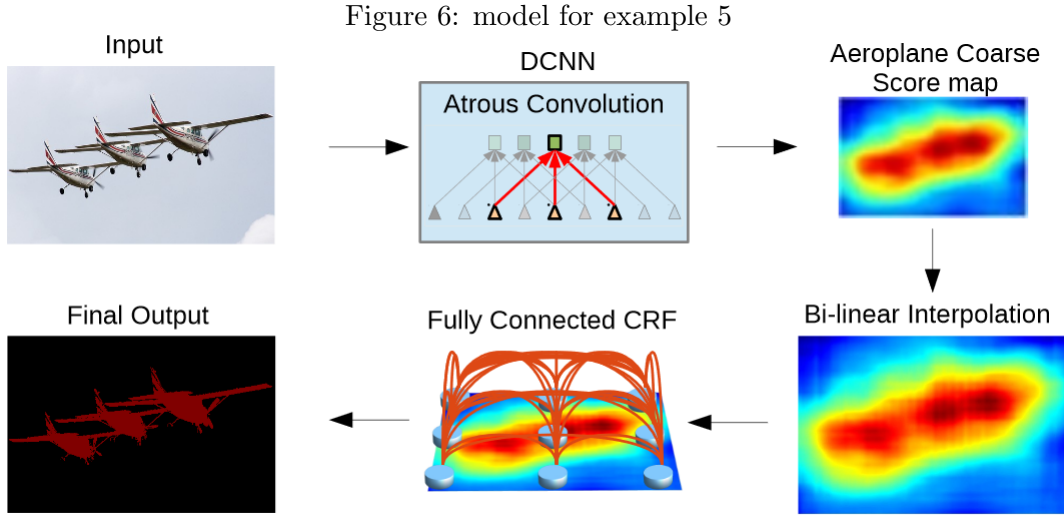 Figure 6: model for example 5
Input
DCNN
Atrous Convolution
Aeroplane Coarse
Score map
Final Output
Fully Connected CRF
Bi-linear Interpolation